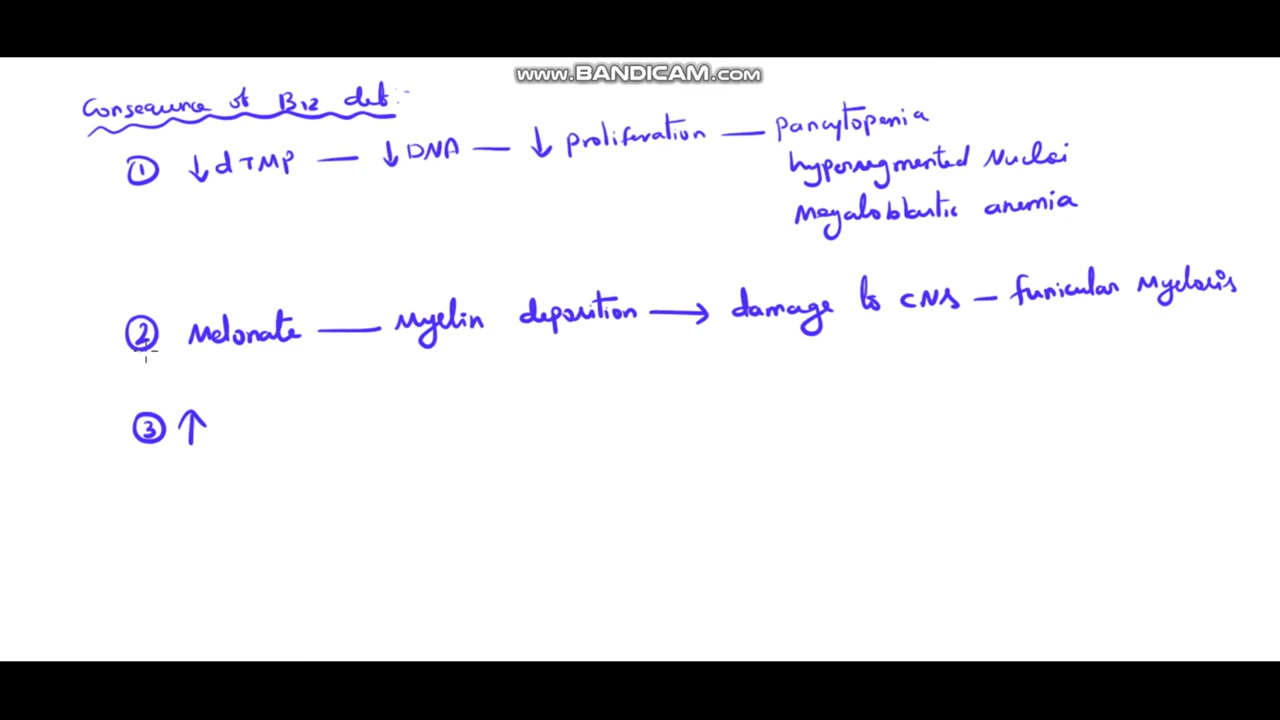 www.BANDICAM.com
Consequence of B12 def:-
① ↓dTMP — ↓DNA — ↓ proliferation — Pancytopenia
hypersegmented Nuclei
Megaloblastic anemia
② Melonate — Myelin deposition → damage to CNS – funicular Myelosis
③ ↑